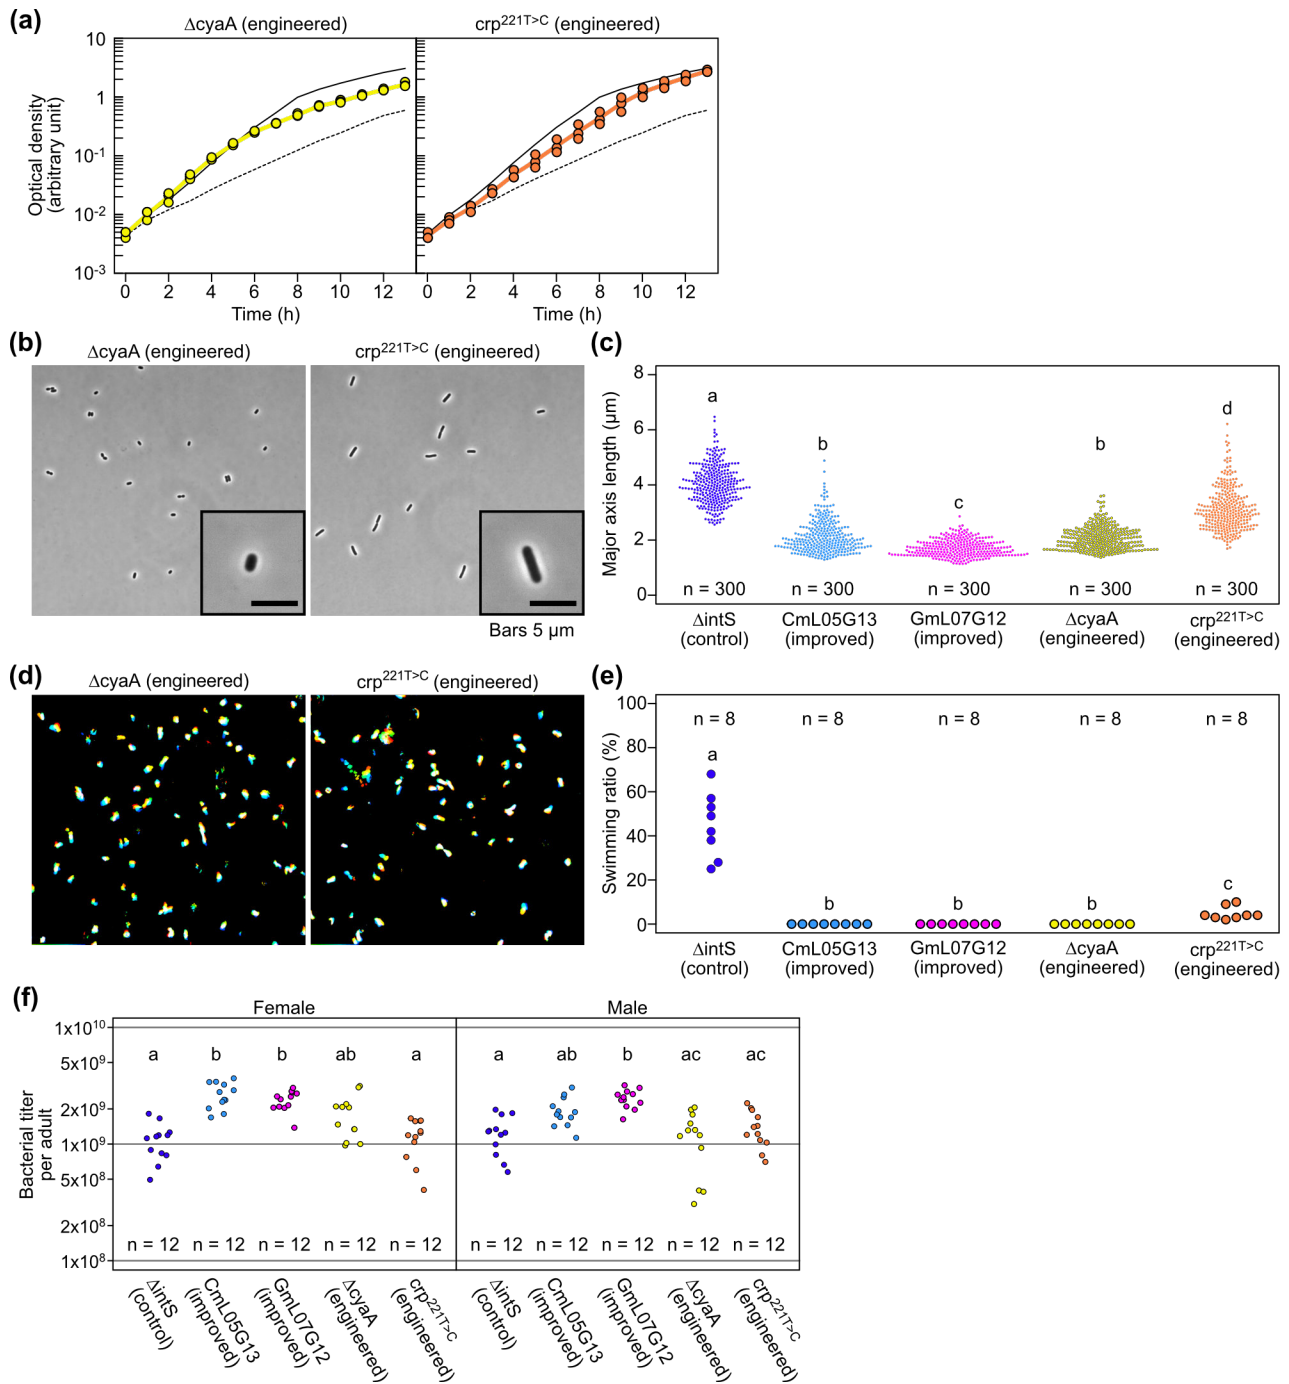 (a)
ΔcyaA (engineered)
crp221T>C (engineered)
Optical density
(arbitrary unit)
10
1
10-1
10-2
10-3
0 2 4 6 8 10 12
0 2 4 6 8 10 12
Time (h)
Time (h)
(b)
ΔcyaA (engineered)
crp221T>C (engineered)
Bars 5 µm
(c)
Major axis length (µm)
8
6
4
2
0
a b c b d
n = 300 n = 300 n = 300 n = 300 n = 300
ΔintS
(control)
CmL05G13
(improved)
GmL07G12
(improved)
ΔcyaA
(engineered)
crp221T>C
(engineered)
(d)
ΔcyaA (engineered)
crp221T>C (engineered)
(e)
Swimming ratio (%)
100
80
60
40
20
0
n = 8 n = 8 n = 8 n = 8 n = 8
a b b b c
ΔintS
(control)
CmL05G13
(improved)
GmL07G12
(improved)
ΔcyaA
(engineered)
crp221T>C
(engineered)
(f)
Female
Male
Bacterial titer
per adult
1x1010
5x109
2x109
1x109
5x108
2x108
1x108
a b b ab a
a ab b ac ac
n = 12 n = 12 n = 12 n = 12 n = 12
n = 12 n = 12 n = 12 n = 12 n = 12
ΔintS
(control)
CmL05G13
(improved)
GmL07G12
(improved)
ΔcyaA
(engineered)
crp221T>C
(engineered)
ΔintS
(control)
CmL05G13
(improved)
GmL07G12
(improved)
ΔcyaA
(engineered)
crp221T>C
(engineered)